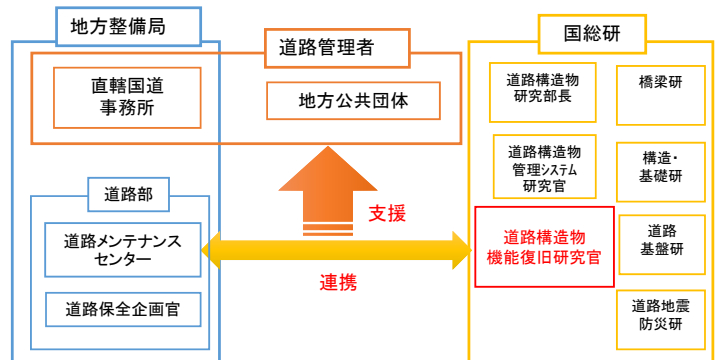 地方整備局
道路管理者
国総研
直轄国道
事務所
地方公共団体
道路構造物
研究部長
橋梁研
道路構造物
管理システム
研究官
構造・
基礎研
支援
道路部
道路メンテナンス
センター
道路保全企画官
連携
道路構造物
機能復旧研究官
道路
基盤研
道路地震
防災研